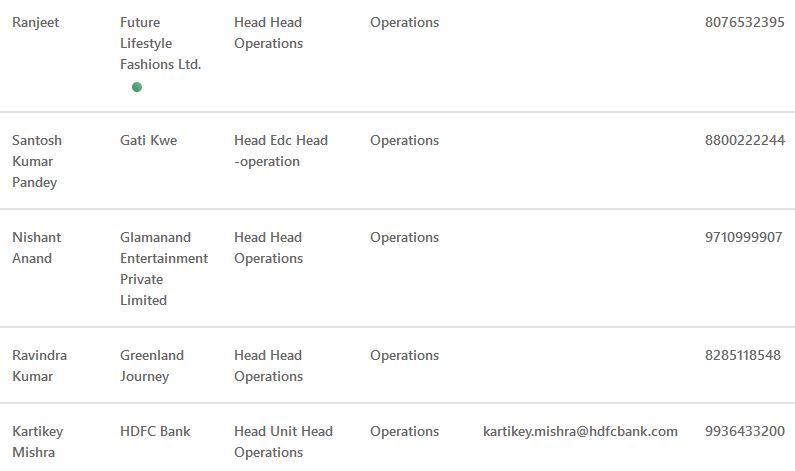 Ranjeet Future Head Head Operations 8076532395
Lifestyle Operations
Fashions Ltd.
Santosh Gati Kwe Head Edc Head Operations 8800222244
Kumar -operation
Pandey
Nishant Glamanand Head Head Operations 9710999907
Anand Entertainment Operations
Private
Limited
Ravindra Greenland Head Head Operations 8285118548
Kumar Journey Operations
Kartikey HDFC Bank Head Unit Head Operations kartikey.mishra@hdfcbank.com 9936433200
Mishra Operations